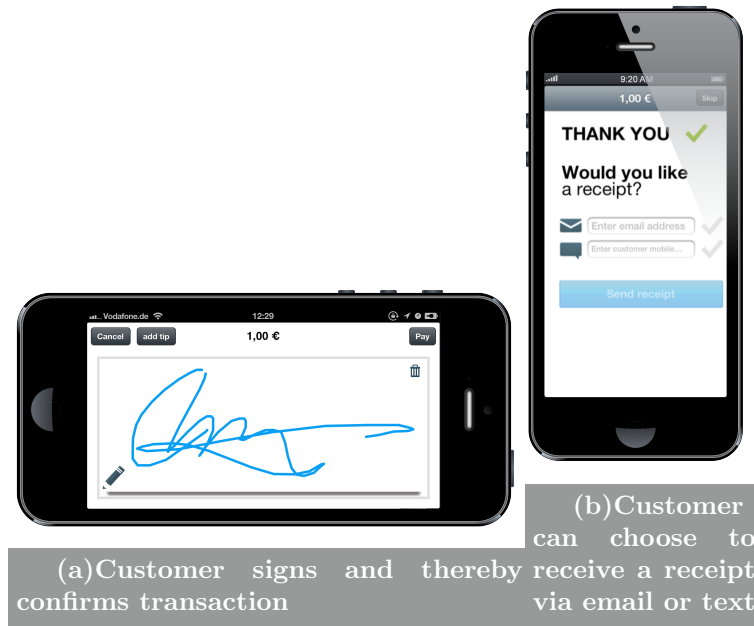 9:20 AM
1,00 € Skip
THANK YOU
Would you like
a receipt?
Enter email address
Enter customer mobile...
Send receipt
Vodafone.de 12:29
Cancel add tip 1,00 € Pay
(a)Customer signs and thereby
confirms transaction
(b)Customer
can choose to
receive a receipt
via email or text